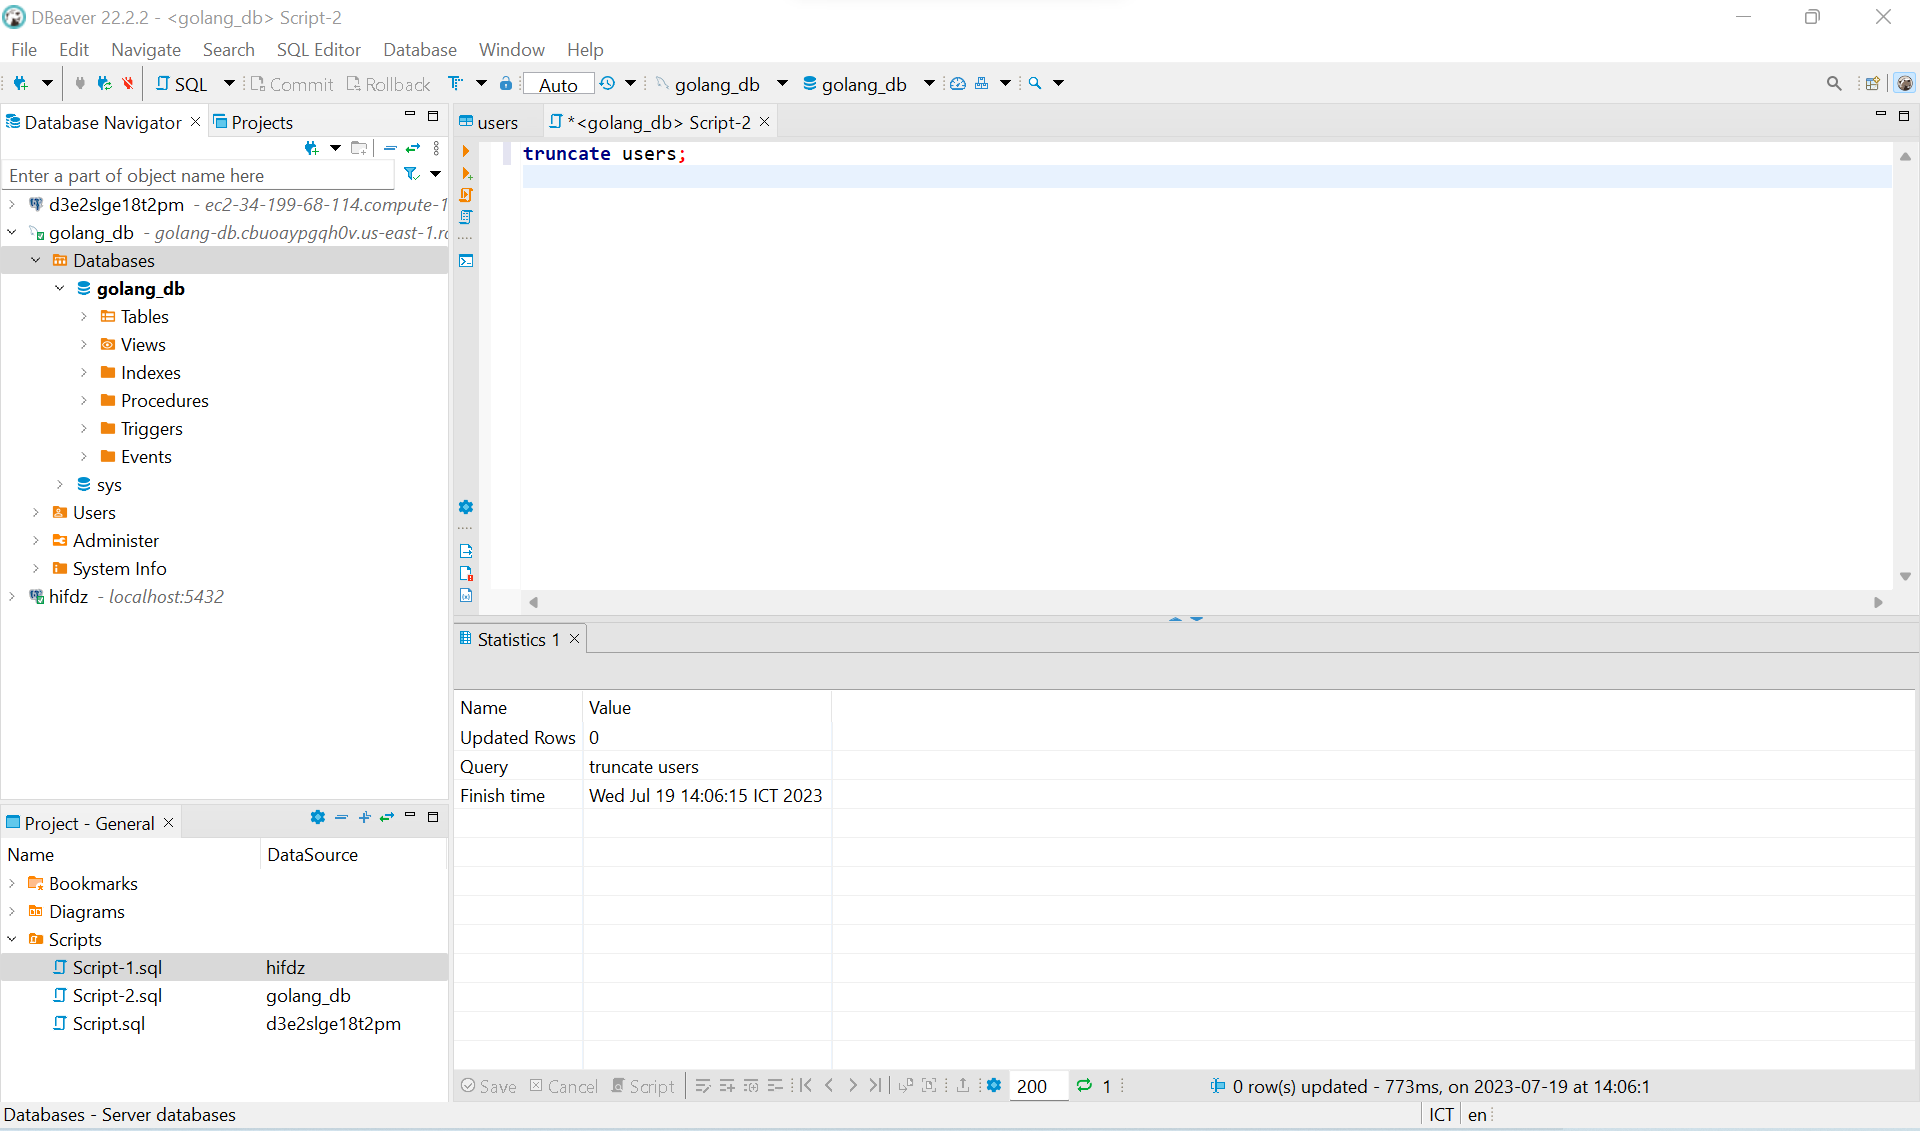 DBeaver 22.2.2 - <golang_db> Script-2
File Edit Navigate Search SQL Editor Database Window Help
SQL Commit Rollback Auto golang_db golang_db
Database Navigator Projects
Enter a part of object name here
d3e2slge18t2pm - ec2-34-199-68-114.compute-1
golang_db - golang-db.cbuoaypgqh0v.us-east-1.rc
Databases
golang_db
Tables
Views
Indexes
Procedures
Triggers
Events
sys
Users
Administer
System Info
hifdz - localhost:5432
users *<golang_db> Script-2
truncate users;
Statistics 1
Name Value
Updated Rows 0
Query truncate users
Finish time Wed Jul 19 14:06:15 ICT 2023
Project - General
Name DataSource
Bookmarks
Diagrams
Scripts
Script-1.sql hifdz
Script-2.sql golang_db
Script.sql d3e2slge18t2pm
Save Cancel Script 200 1 0 row(s) updated - 773ms, on 2023-07-19 at 14:06:1
Databases - Server databases ICT en